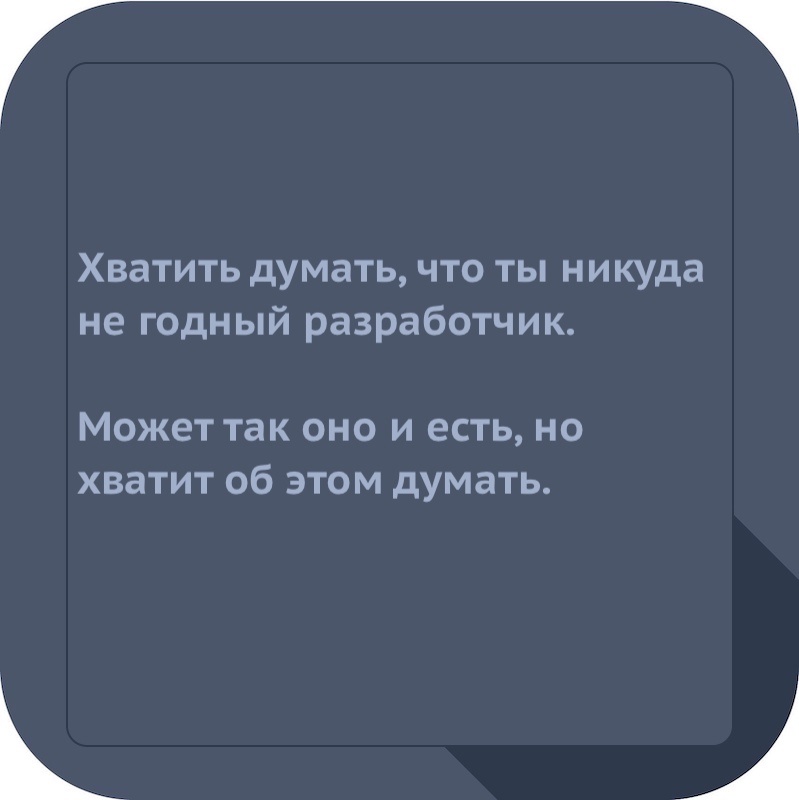 Хватить думать, что ты никуда
не годный разработчик.
Может так оно и есть, но
хватит об этом думать.